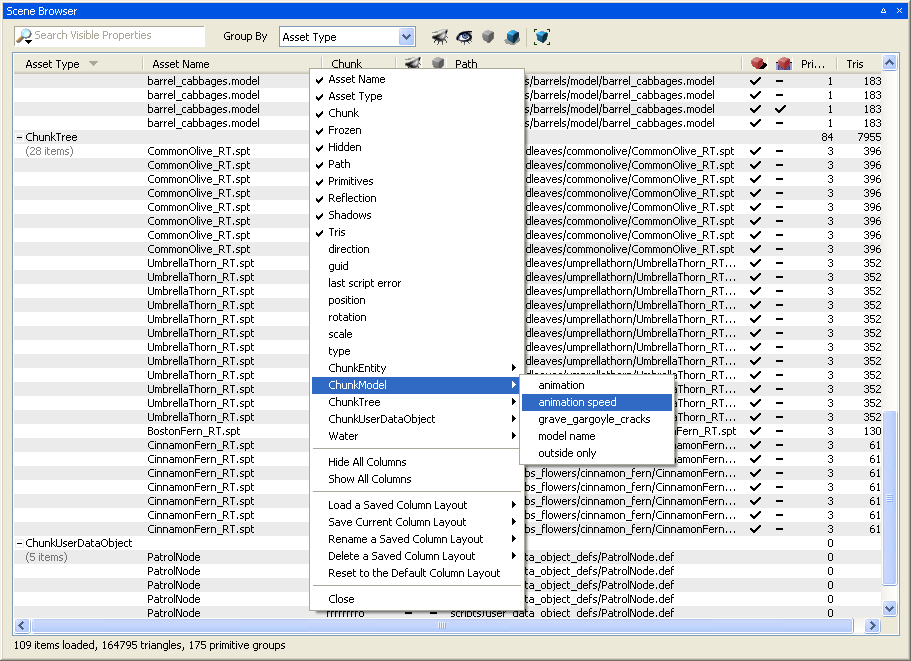 Scene Browser
Search Visible Properties Group By Asset Type
Asset Type Asset Name Chunk Path Pri... Tris
barrel_cabbages.model s/barrels/model/barrel_cabbages.model 1 183
barrel_cabbages.model s/barrels/model/barrel_cabbages.model 1 183
barrel_cabbages.model s/barrels/model/barrel_cabbages.model 1 183
barrel_cabbages.model s/barrels/model/barrel_cabbages.model 1 183
ChunkTree 84 7955
(28 items) CommonOlive_RT.spt dleaves/commonolive/CommonOlive_RT.spt 3 396
CommonOlive_RT.spt dleaves/commonolive/CommonOlive_RT.spt 3 396
CommonOlive_RT.spt dleaves/commonolive/CommonOlive_RT.spt 3 396
CommonOlive_RT.spt dleaves/commonolive/CommonOlive_RT.spt 3 396
CommonOlive_RT.spt dleaves/commonolive/CommonOlive_RT.spt 3 396
CommonOlive_RT.spt dleaves/commonolive/CommonOlive_RT.spt 3 396
CommonOlive_RT.spt dleaves/commonolive/CommonOlive_RT.spt 3 396
CommonOlive_RT.spt dleaves/commonolive/CommonOlive_RT.spt 3 396
UmbrellaThorn_RT.spt dleaves/umprellathorn/UmbrellaThorn_RT... 3 352
UmbrellaThorn_RT.spt dleaves/umprellathorn/UmbrellaThorn_RT... 3 352
UmbrellaThorn_RT.spt dleaves/umprellathorn/UmbrellaThorn_RT... 3 352
UmbrellaThorn_RT.spt dleaves/umprellathorn/UmbrellaThorn_RT... 3 352
UmbrellaThorn_RT.spt dleaves/umprellathorn/UmbrellaThorn_RT... 3 352
UmbrellaThorn_RT.spt dleaves/umprellathorn/UmbrellaThorn_RT... 3 352
UmbrellaThorn_RT.spt dleaves/umprellathorn/UmbrellaThorn_RT... 3 352
UmbrellaThorn_RT.spt dleaves/umprellathorn/UmbrellaThorn_RT... 3 352
UmbrellaThorn_RT.spt 3 352
UmbrellaThorn_RT.spt 3 352
UmbrellaThorn_RT.spt 3 352
UmbrellaThorn_RT.spt 3 352
BostonFern_RT.spt 3 130
CinnamonFern_RT.spt 3 61
CinnamonFern_RT.spt 3 61
CinnamonFern_RT.spt bs_flowers/cinnamon_fern/CinnamonFern... 3 61
CinnamonFern_RT.spt bs_flowers/cinnamon_fern/CinnamonFern... 3 61
CinnamonFern_RT.spt bs_flowers/cinnamon_fern/CinnamonFern... 3 61
CinnamonFern_RT.spt bs_flowers/cinnamon_fern/CinnamonFern... 3 61
CinnamonFern_RT.spt bs_flowers/cinnamon_fern/CinnamonFern... 3 61
ChunkUserDataObject 0
(5 items) PatrolNode ta_object_defs/PatrolNode.def 0
PatrolNode ta_object_defs/PatrolNode.def 0
PatrolNode ta_object_defs/PatrolNode.def 0
PatrolNode ta_object_defs/PatrolNode.def 0
PatrolNode scripts/user_data_object_defs/PatrolNode.def 0
Asset Name
Asset Type
Chunk
Frozen
Hidden
Path
Primitives
Reflection
Shadows
Tris
direction
guid
last script error
position
rotation
scale
type
ChunkEntity
ChunkModel
ChunkTree
ChunkUserDataObject
Water
Hide All Columns
Show All Columns
Load a Saved Column Layout
Save Current Column Layout
Rename a Saved Column Layout
Delete a Saved Column Layout
Reset to the Default Column Layout
Close
animation
animation speed
grave_gargoyle_cracks
model name
outside only
109 items loaded, 164795 triangles, 175 primitive groups